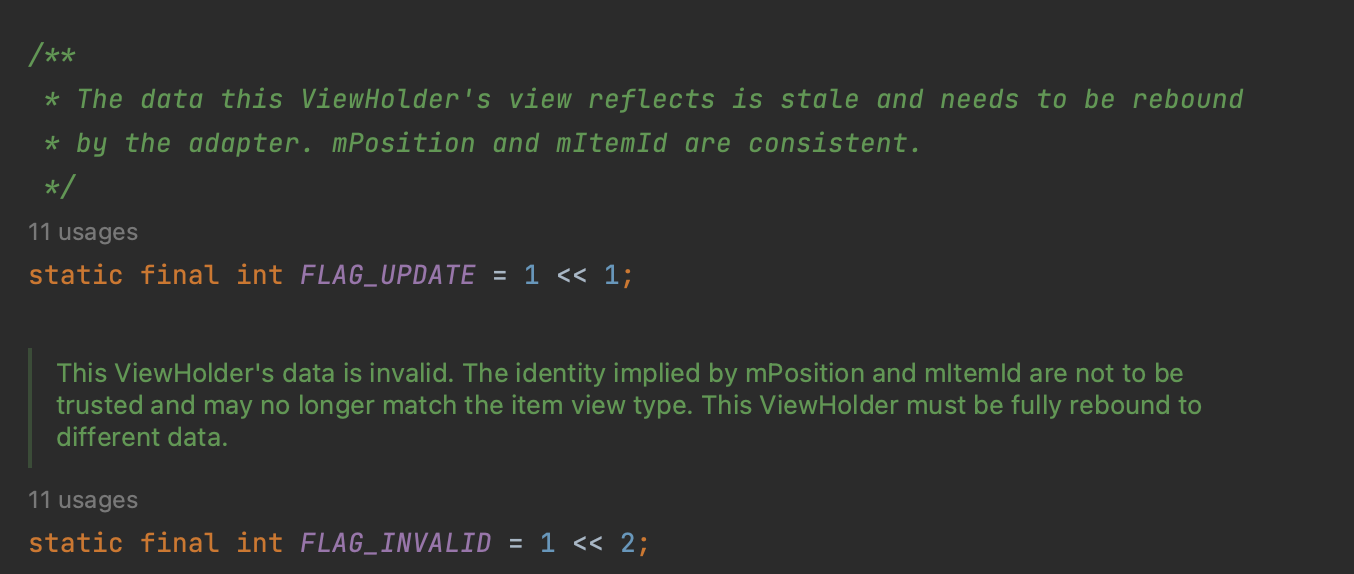 /**
* The data this ViewHolder's view reflects is stale and needs to be rebound
* by the adapter. mPosition and mItemId are consistent.
*/
11 usages
static final int FLAG_UPDATE = 1 << 1;
This ViewHolder's data is invalid. The identity implied by mPosition and mItemId are not to be
trusted and may no longer match the item view type. This ViewHolder must be fully rebound to
different data.
11 usages
static final int FLAG_INVALID = 1 << 2;